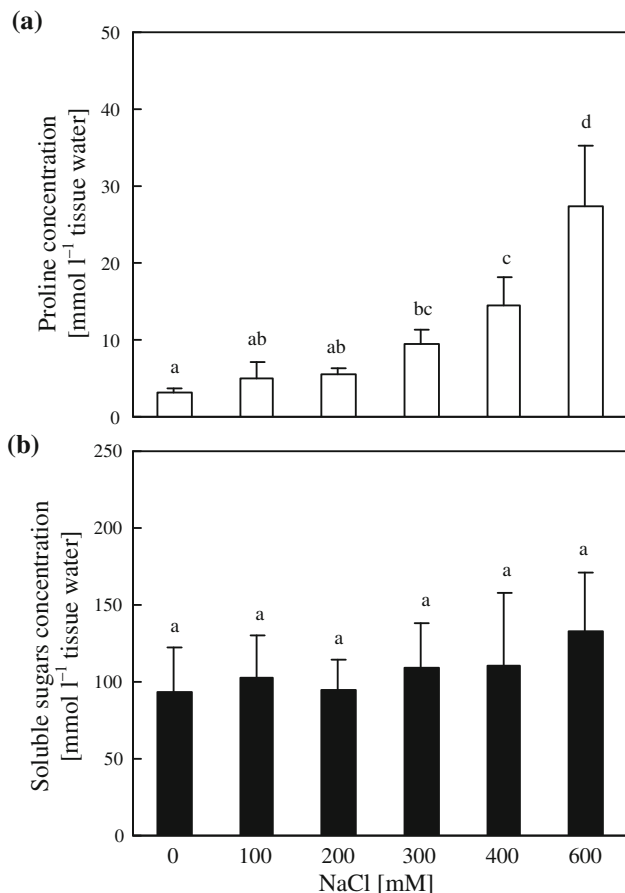 (a)
Proline concentration
[mmol l⁻¹ tissue water]
50
40
30
20
10
0
a
ab
ab
bc
c
d
(b)
Soluble sugars concentration
[mmol l⁻¹ tissue water]
250
200
150
100
50
0
a
a
a
a
a
a
0 100 200 300 400 600
NaCl [mM]